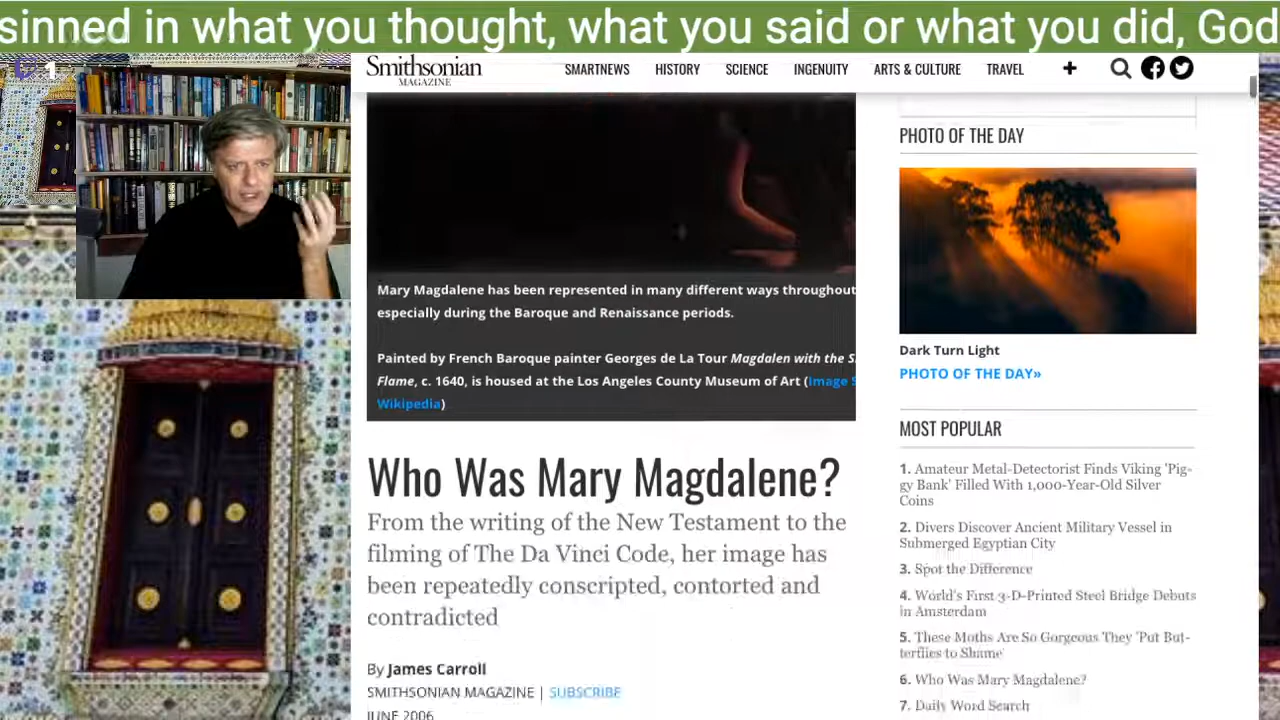 sinned in what you thought, what you said or what you did, God
1
Smithsonian
MAGAZINE
SMARTNEWS HISTORY SCIENCE INGENUITY ARTS & CULTURE TRAVEL +
Mary Magdalene has been represented in many different ways throughout
especially during the Baroque and Renaissance periods.
Painted by French Baroque painter Georges de La Tour Magdalen with the S
Flame, c. 1640, is housed at the Los Angeles County Museum of Art (Image S
Wikipedia)
Who Was Mary Magdalene?
From the writing of the New Testament to the
filming of The Da Vinci Code, her image has
been repeatedly conscripted, contorted and
contradicted
By James Carroll
SMITHSONIAN MAGAZINE | SUBSCRIBE
JUNE 2006
PHOTO OF THE DAY
Dark Turn Light
PHOTO OF THE DAY»
MOST POPULAR
1. Amateur Metal-Detectorist Finds Viking 'Pig-
gy Bank' Filled With 1,000-Year-Old Silver
Coins
2. Divers Discover Ancient Military Vessel in
Submerged Egyptian City
3. Spot the Difference
4. World's First 3-D-Printed Steel Bridge Debuts
in Amsterdam
5. These Moths Are So Gorgeous They 'Put But-
terflies to Shame'
6. Who Was Mary Magdalene?
7. Daily Word Search